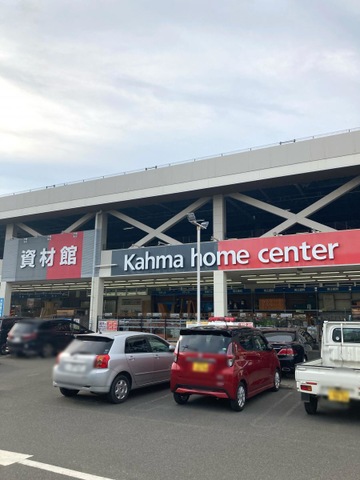 資材館
Kahma home center